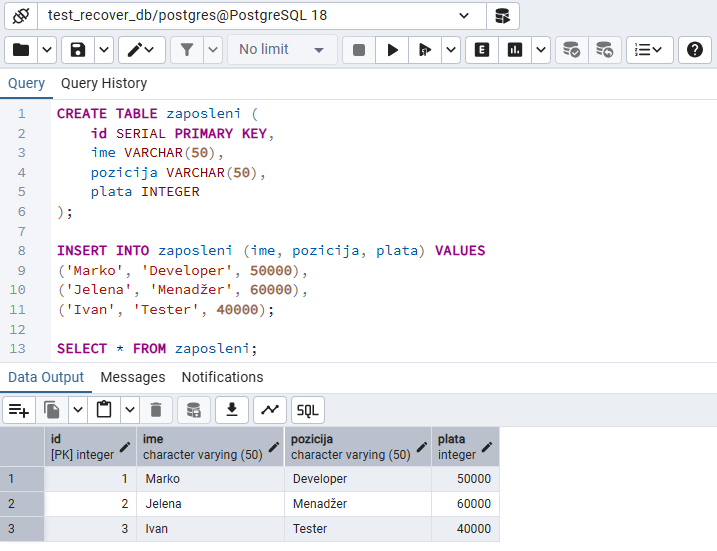 test_recover_db/postgres@PostgreSQL 18
No limit
E
Query Query History
1 CREATE TABLE zaposleni (
2 id SERIAL PRIMARY KEY,
3 ime VARCHAR(50),
4 pozicija VARCHAR(50),
5 plata INTEGER
6 );
7
8 INSERT INTO zaposleni (ime, pozicija, plata) VALUES
9 ('Marko', 'Developer', 50000),
10 ('Jelena', 'Menadžer', 60000),
11 ('Ivan', 'Tester', 40000);
12
13 SELECT * FROM zaposleni;
Data Output Messages Notifications
SQL
id ime pozicija plata
[PK] integer character varying (50) character varying (50) integer
1 1 Marko Developer 50000
2 2 Jelena Menadžer 60000
3 3 Ivan Tester 40000